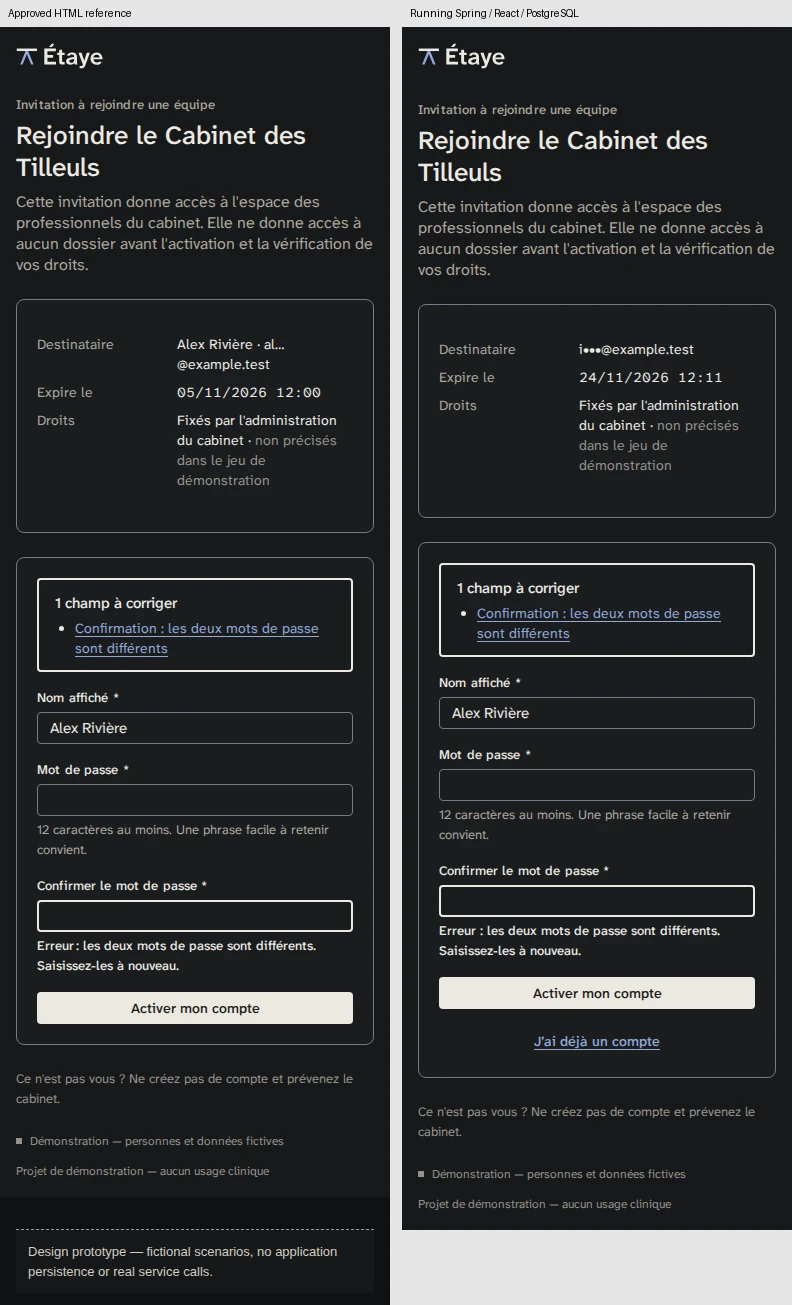 Approved HTML reference
Étaye
Invitation à rejoindre une équipe
Rejoindre le Cabinet des
Tilleuls
Cette invitation donne accès à l'espace des
professionnels du cabinet. Elle ne donne accès à
aucun dossier avant l'activation et la vérification de
vos droits.
Destinataire
Alex Rivière · al…
@example.test
Expire le
05/11/2026 12:00
Droits
Fixés par l'administration
du cabinet · non précisés
dans le jeu de
démonstration
1 champ à corriger
Confirmation : les deux mots de passe
sont différents
Nom affiché *
Alex Rivière
Mot de passe *
12 caractères au moins. Une phrase facile à retenir
convient.
Confirmer le mot de passe *
Erreur : les deux mots de passe sont différents.
Saisissez-les à nouveau.
Activer mon compte
Ce n'est pas vous ? Ne créez pas de compte et prévenez le
cabinet.
Démonstration — personnes et données fictives
Projet de démonstration — aucun usage clinique
Design prototype — fictional scenarios, no application
persistence or real service calls.
Running Spring / React / PostgreSQL
Étaye
Invitation à rejoindre une équipe
Rejoindre le Cabinet des
Tilleuls
Cette invitation donne accès à l'espace des
professionnels du cabinet. Elle ne donne accès à
aucun dossier avant l'activation et la vérification de
vos droits.
Destinataire
i•••@example.test
Expire le
24/11/2026 12:11
Droits
Fixés par l'administration
du cabinet · non précisés
dans le jeu de
démonstration
1 champ à corriger
Confirmation : les deux mots de passe
sont différents
Nom affiché *
Alex Rivière
Mot de passe *
12 caractères au moins. Une phrase facile à retenir
convient.
Confirmer le mot de passe *
Erreur : les deux mots de passe sont différents.
Saisissez-les à nouveau.
Activer mon compte
J'ai déjà un compte
Ce n'est pas vous ? Ne créez pas de compte et prévenez le
cabinet.
Démonstration — personnes et données fictives
Projet de démonstration — aucun usage clinique